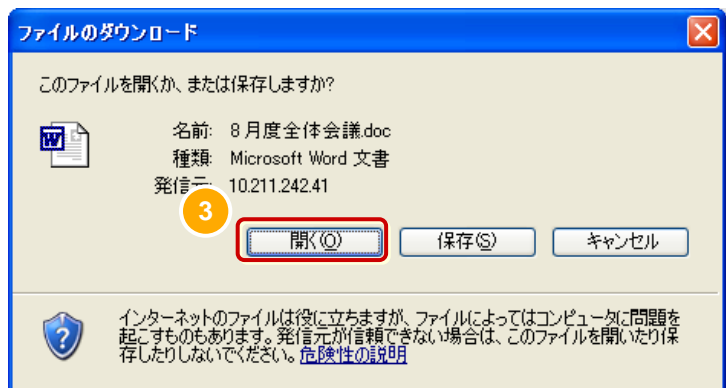 ファイルのダウンロード
このファイルを開くか、または保存しますか?
名前: 8月度全体会議.doc
種類: Microsoft Word 文書
発信元: 10.211.242.41
3
開く(O) 保存(S) キャンセル
インターネットのファイルは役に立ちますが、ファイルによってはコンピュータに問題を
起こすものもあります。発信元が信頼できない場合は、このファイルを開いたり保
存したりしないでください。危険性の説明